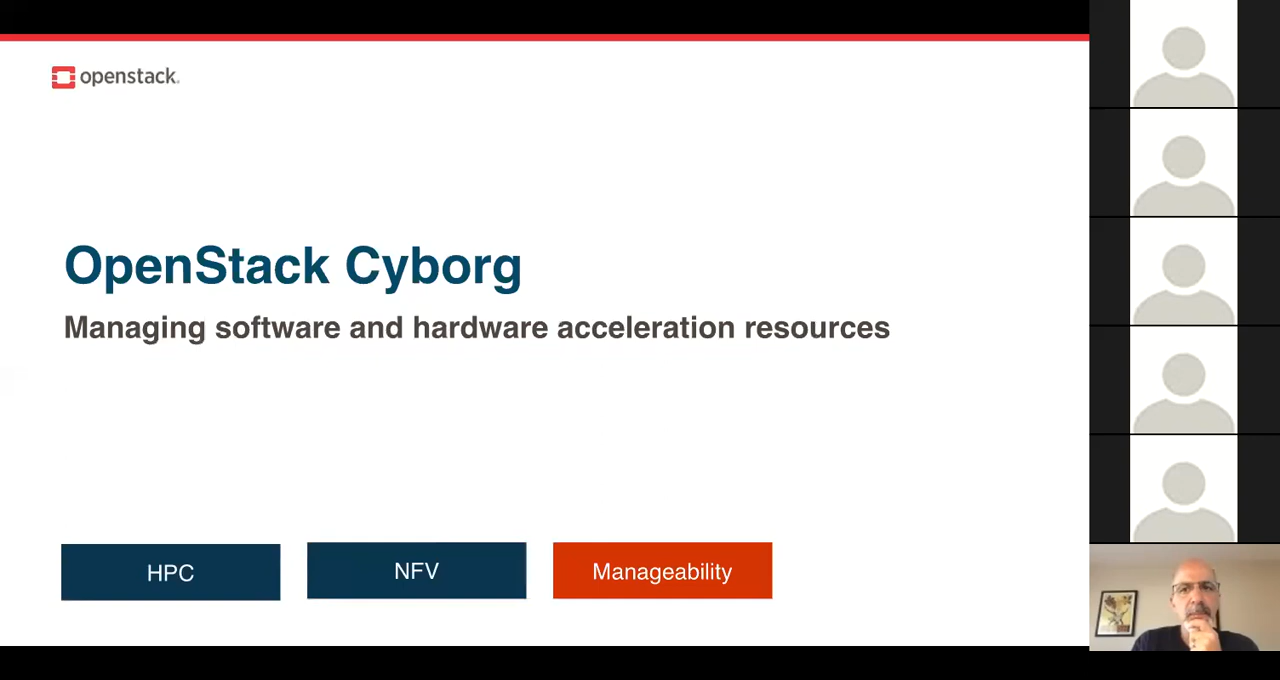 openstack.
OpenStack Cyborg
Managing software and hardware acceleration resources
HPC
NFV
Manageability